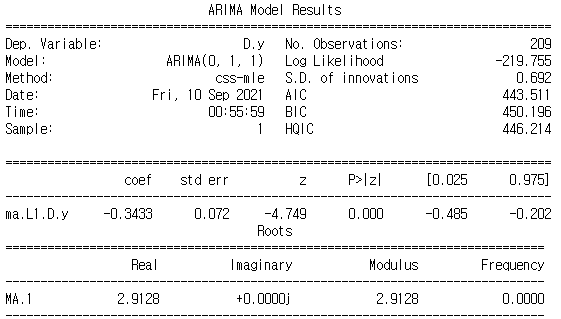 ARIMA Model Results
==============================================================================
Dep. Variable: D.y No. Observations: 209
Model: ARIMA(0, 1, 1) Log Likelihood -219.755
Method: css-mle S.D. of innovations 0.692
Date: Fri, 10 Sep 2021 AIC 443.511
Time: 00:55:59 BIC 450.196
Sample: 1 HQIC 446.214
==============================================================================
coef std err z P>|z| [0.025 0.975]
------------------------------------------------------------------------------
ma.L1.D.y -0.3433 0.072 -4.749 0.000 -0.485 -0.202
Roots
=============================================================================
Real Imaginary Modulus Frequency
-----------------------------------------------------------------------------
MA.1 2.9128 +0.0000j 2.9128 0.0000
-----------------------------------------------------------------------------